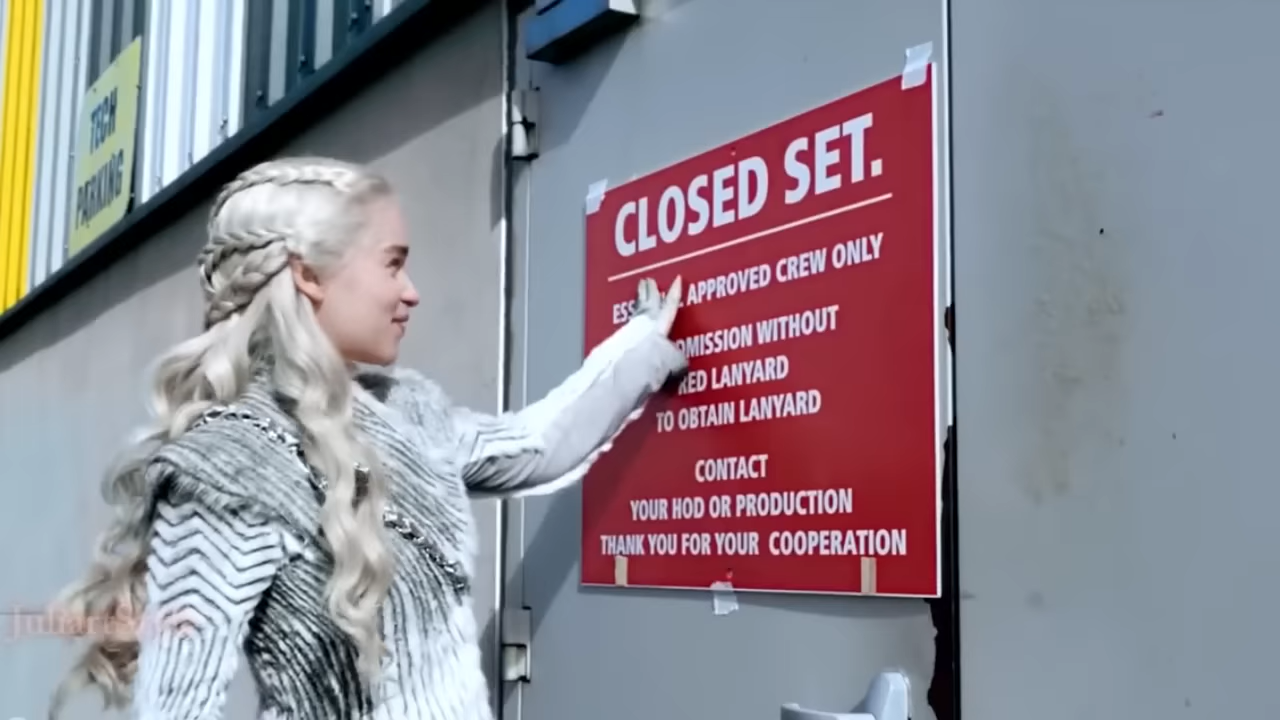 TECH
PARKING
CLOSED SET.
APPROVED CREW ONLY
WITHOUT
RED LANYARD
TO OBTAIN LANYARD
CONTACT
YOUR HOD OR PRODUCTION
THANK YOU FOR YOUR COOPERATION